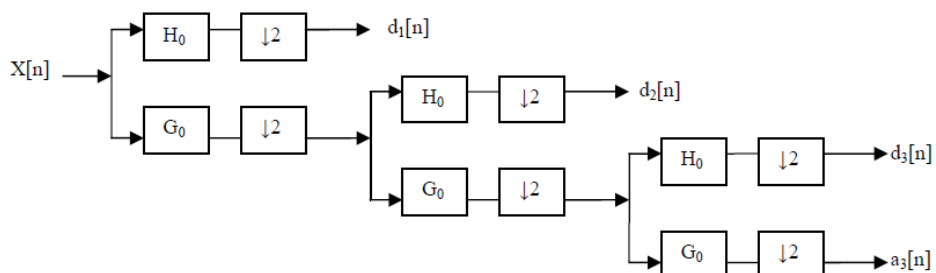 H₀ ↓2 d₁[n]
X[n]
G₀ ↓2 H₀ ↓2 d₂[n]
G₀ ↓2 H₀ ↓2 d₃[n]
G₀ ↓2 a₃[n]